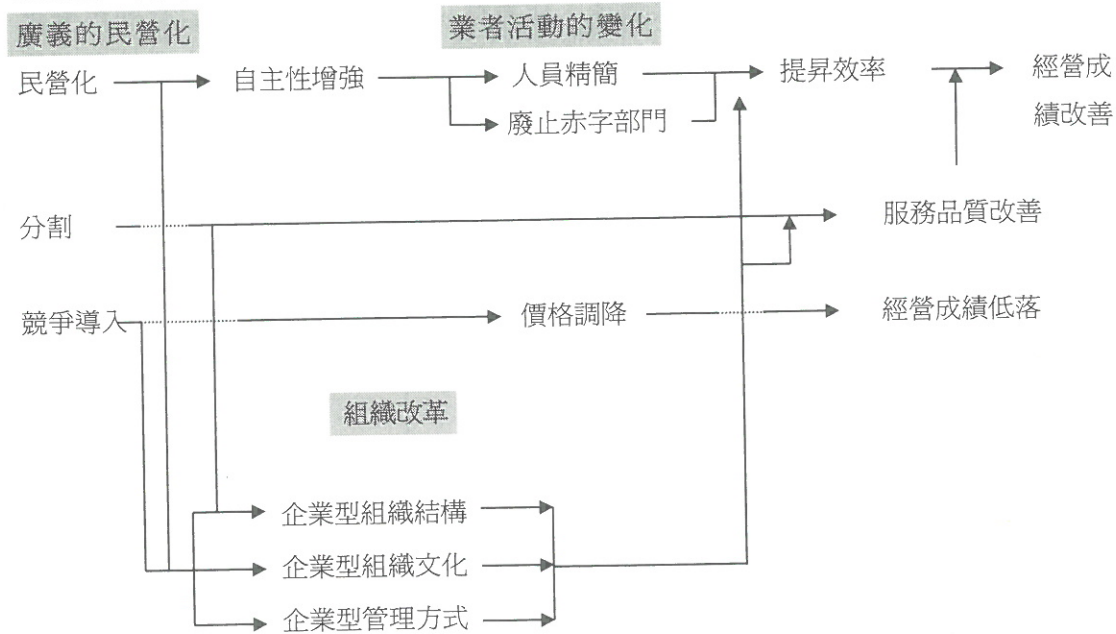 廣義的民營化
業者活動的變化
民營化
自主性增強
人員精簡
提昇效率
經營成
績改善
廢止赤字部門
分割
服務品質改善
競爭導入
價格調降
經營成績低落
組織改革
企業型組織結構
企業型組織文化
企業型管理方式